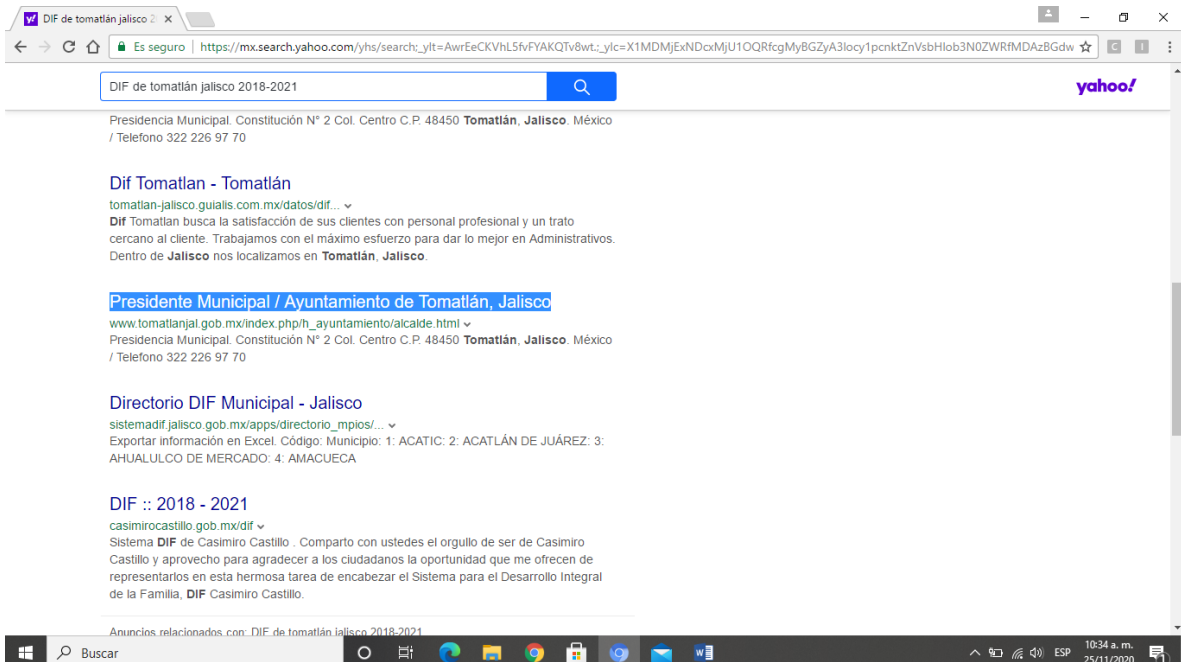 DIF de tomatlán jalisco 2
Es seguro | https://mx.search.yahoo.com/yhs/search;_ylt=AwrEeCKVhL5fvFYAKQTv8wt.;_ylc=X1MDMjExNDcxMjU1OQRfcgMyBGZyA3locy1pcnktZnVsbHlob3N0ZWRfMDAzBGdw
DIF de tomatlán jalisco 2018-2021
yahoo!
Presidencia Municipal. Constitución N° 2 Col. Centro C.P. 48450 Tomatlán, Jalisco. México
/ Telefono 322 226 97 70
Dif Tomatlan - Tomatlán
tomatlan-jalisco.guialis.com.mx/datos/dif...
Dif Tomatlan busca la satisfacción de sus clientes con personal profesional y un trato
cercano al cliente. Trabajamos con el máximo esfuerzo para dar lo mejor en Administrativos.
Dentro de Jalisco nos localizamos en Tomatlán, Jalisco.
Presidente Municipal / Ayuntamiento de Tomatlán, Jalisco
www.tomatlanjal.gob.mx/index.php/h_ayuntamiento/alcalde.html
Presidencia Municipal. Constitución N° 2 Col. Centro C.P. 48450 Tomatlán, Jalisco. México
/ Telefono 322 226 97 70
Directorio DIF Municipal - Jalisco
sistemadif.jalisco.gob.mx/apps/directorio_mpios/...
Exportar información en Excel. Código: Municipio: 1: ACATIC: 2: ACATLÁN DE JUÁREZ: 3:
AHUALULCO DE MERCADO: 4: AMACUECA
DIF :: 2018 - 2021
casimirocastillo.gob.mx/dif
Sistema DIF de Casimiro Castillo . Comparto con ustedes el orgullo de ser de Casimiro
Castillo y aprovecho para agradecer a los ciudadanos la oportunidad que me ofrecen de
representarlos en esta hermosa tarea de encabezar el Sistema para el Desarrollo Integral
de la Familia, DIF Casimiro Castillo.
Anuncios relacionados con: DIF de tomatlán jalisco 2018-2021
Buscar
ESP
10:34 a. m.
25/11/2020